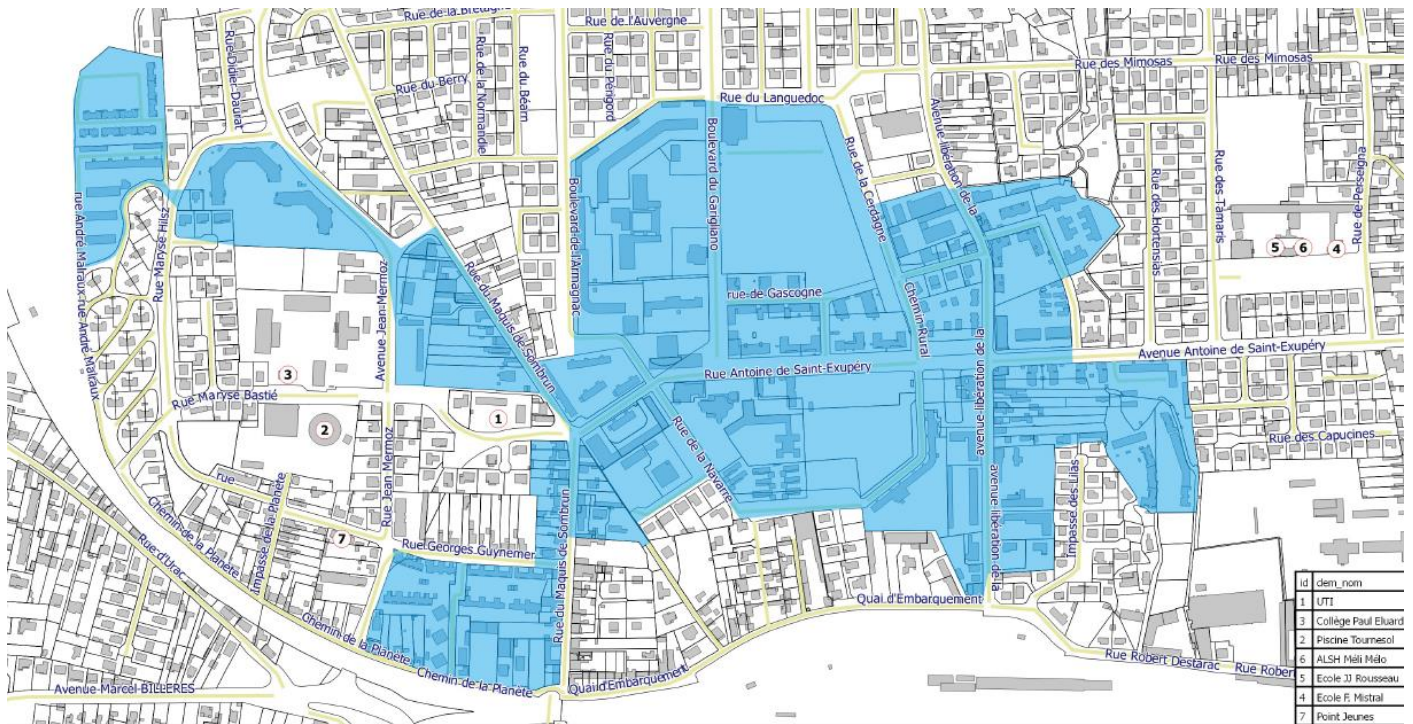 Rue de la Bretagne
Rue de l'Auvergne
Rue Didier Daurat
Rue du Berry
Rue de la Normandie
Rue du Béarn
Rue du Périgord
Rue du Languedoc
Avenue libération de la
Rue des Mimosas
Rue des Mimosas
Boulevard du Garigliano
Rue de la Cerdagne
Rue des Hortensias
Rue des Tamaris
Rue de Perseigna
rue André Malraux
rue André Malraux
Rue Maryse Hilsz
Boulevard de l'Armagnac
5
6
4
Rue du Maquis de Sombrun
Avenue Jean Mermoz
rue de Gascogne
Chemin Rural
avenue libération de la
Avenue Antoine de Saint-Exupéry
Rue Antoine de Saint-Exupéry
3
Rue Maryse Bastié
1
2
Rue de la Navarre
Rue des Capucines
rue
Impasse de la Planète
Rue Jean Mermoz
7
Rue Georges Guynemer
Rue du Maquis de Sombrun
avenue libération de la
Impasse des Lilas
Chemin de la Planète
Rue d'Urac
Chemin de la Planète
Chemin de la Planète
Quai d'Embarquement
Quai d'Embarquement
Rue Robert Destarac
Rue Robert
Avenue Marcel BILLERES
id dem_nom
1 UTI
3 Collège Paul Eluard
2 Piscine Tournesol
6 ALSH Méli Mélo
5 Ecole JJ Rousseau
4 Ecole F. Mistral
7 Point Jeunes